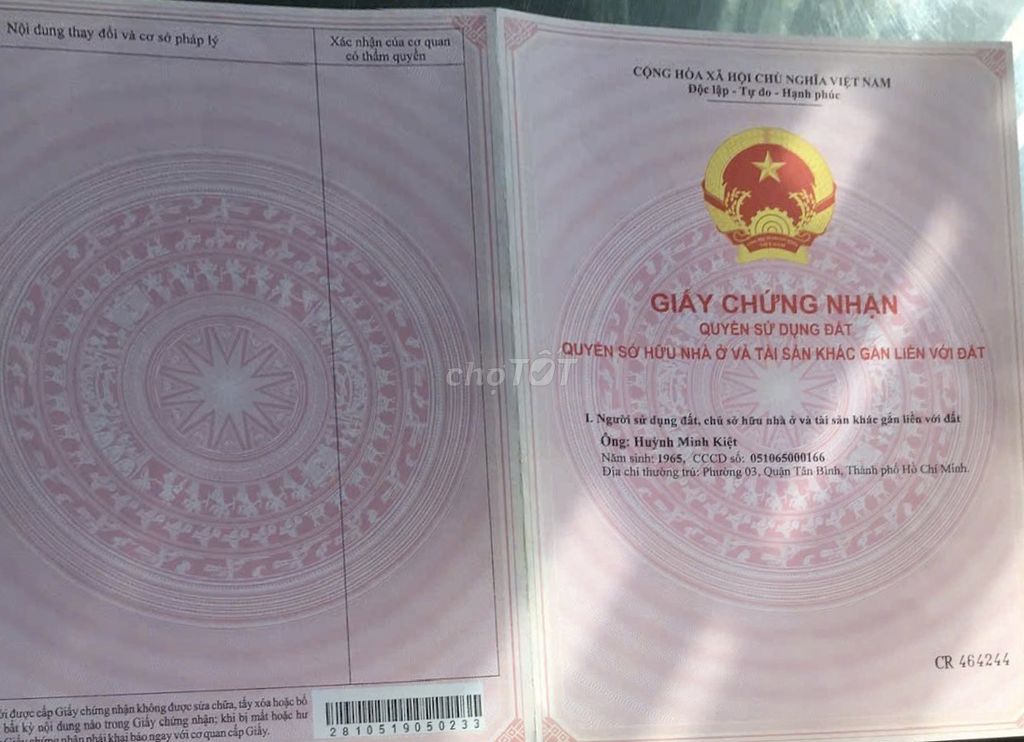 Nội dung thay đổi và cơ sở pháp lý
Xác nhận của cơ quan
có thẩm quyền
ời được cấp Giấy chứng nhận không được sửa chữa, tẩy xóa hoặc bổ
bất kỳ nội dung nào trong Giấy chứng nhận; khi bị mất hoặc hư
Giấy chứng nhận phải khai báo ngay với cơ quan cấp Giấy.
2810519050233
CỘNG HÒA XÃ HỘI CHỦ NGHĨA VIỆT NAM
Độc lập - Tự do - Hạnh phúc
GIẤY CHỨNG NHẬN
QUYỀN SỬ DỤNG ĐẤT
QUYỀN SỞ HỮU NHÀ Ở VÀ TÀI SẢN KHÁC GẮN LIỀN VỚI ĐẤT
chợTỐT
I. Người sử dụng đất, chủ sở hữu nhà ở và tài sản khác gắn liền với đất
Ông: Huỳnh Minh Kiệt
Năm sinh: 1965, CCCD số: 051065000166
Địa chỉ thường trú: Phường 03, Quận Tân Bình, Thành phố Hồ Chí Minh.
CR 464244